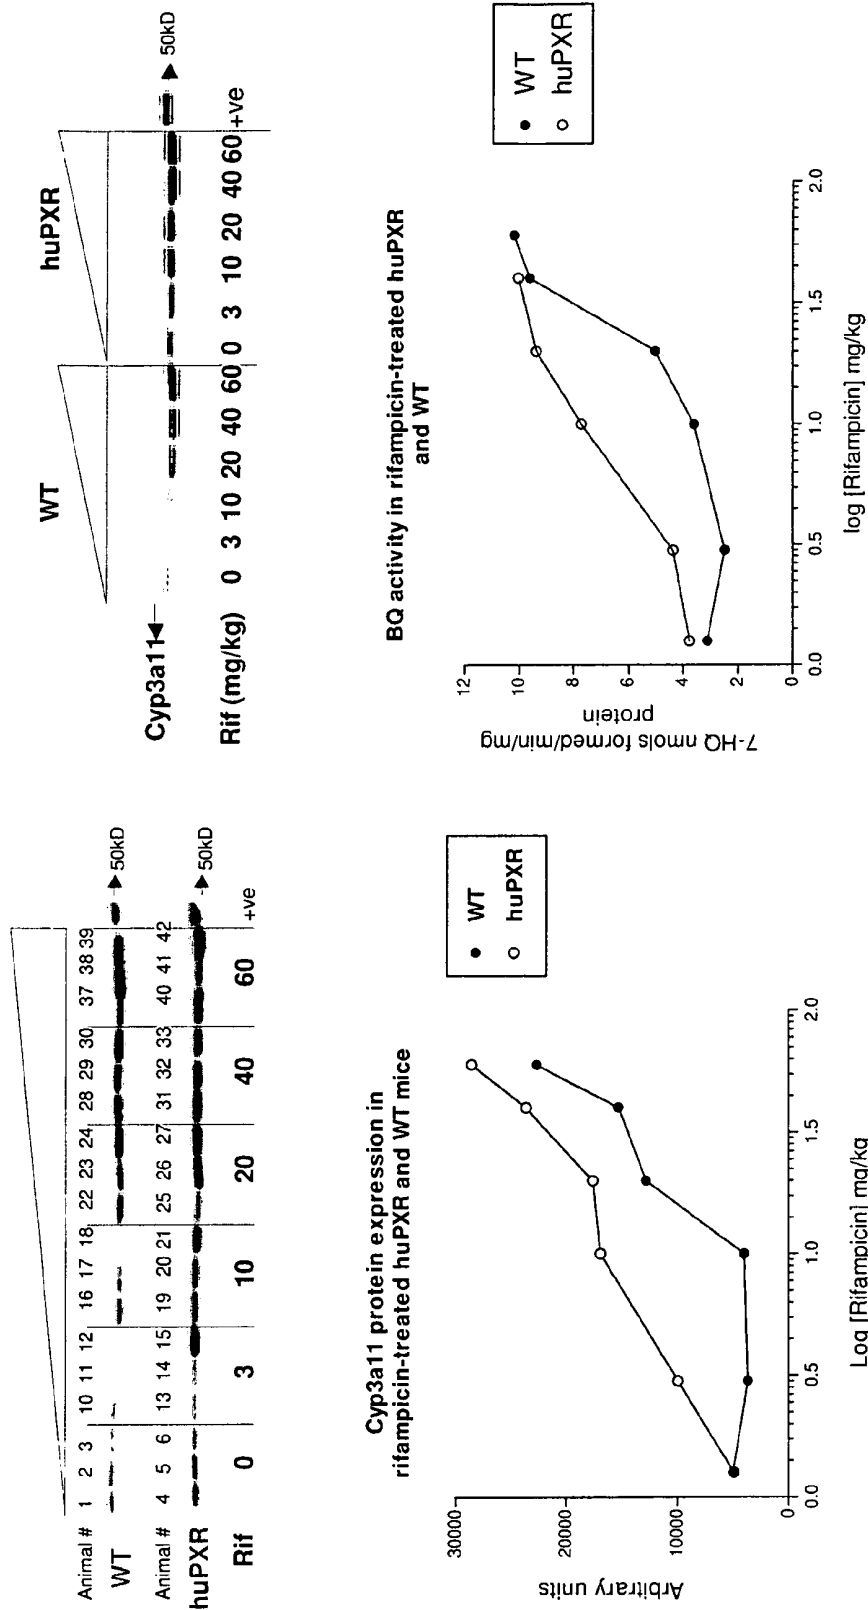 Animal # 1 2 3 10 11 12 16 17 18 22 23 24 28 29 30 37 38 39
WT 50kD
Animal # 4 5 6 13 14 15 19 20 21 25 26 27 31 32 33 40 41 42
huPXR 50kD
Rif 0 3 10 20 40 60 +ve
WT huPXR
Cyp3a11 50kD
Rif (mg/kg) 0 3 10 20 40 60 0 3 10 20 40 60 +ve
Cyp3a11 protein expression in
rifampicin-treated huPXR and WT mice
WT
huPXR
Arbitrary units
30000
20000
10000
0
0.0 0.5 1.0 1.5 2.0
Log [Rifampicin] mg/kg
BQ activity in rifampicin-treated huPXR
and WT
WT
huPXR
7-HQ nmols formed/min/mg
protein
12
10
8
6
4
2
0
0.0 0.5 1.0 1.5 2.0
log [Rifampicin] mg/kg